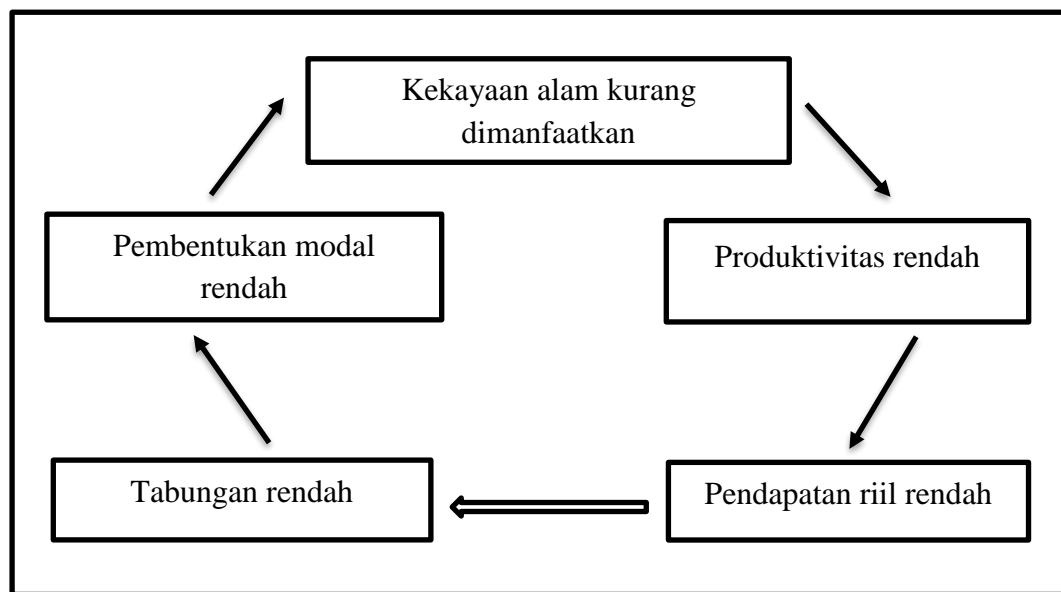 Kekayaan alam kurang
dimanfaatkan
Pembentukan modal
rendah
Produktivitas rendah
Tabungan rendah
Pendapatan riil rendah